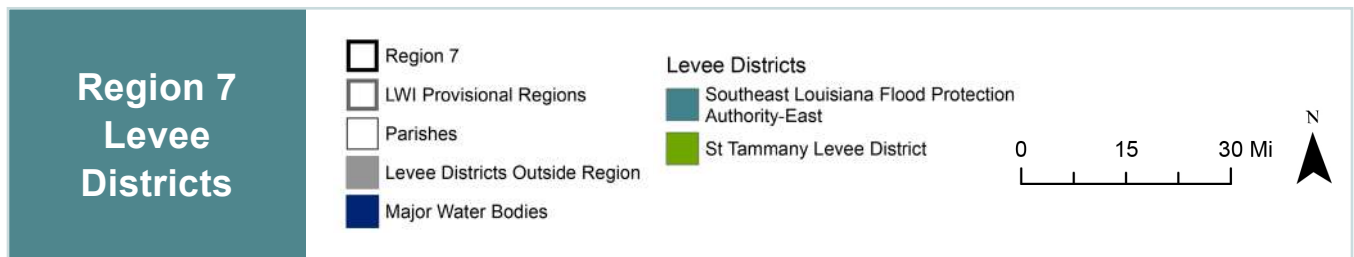 Region 7
Levee
Districts
Region 7
LWI Provisional Regions
Parishes
Levee Districts Outside Region
Major Water Bodies
Levee Districts
Southeast Louisiana Flood Protection
Authority-East
St Tammany Levee District
0 15 30 Mi
N